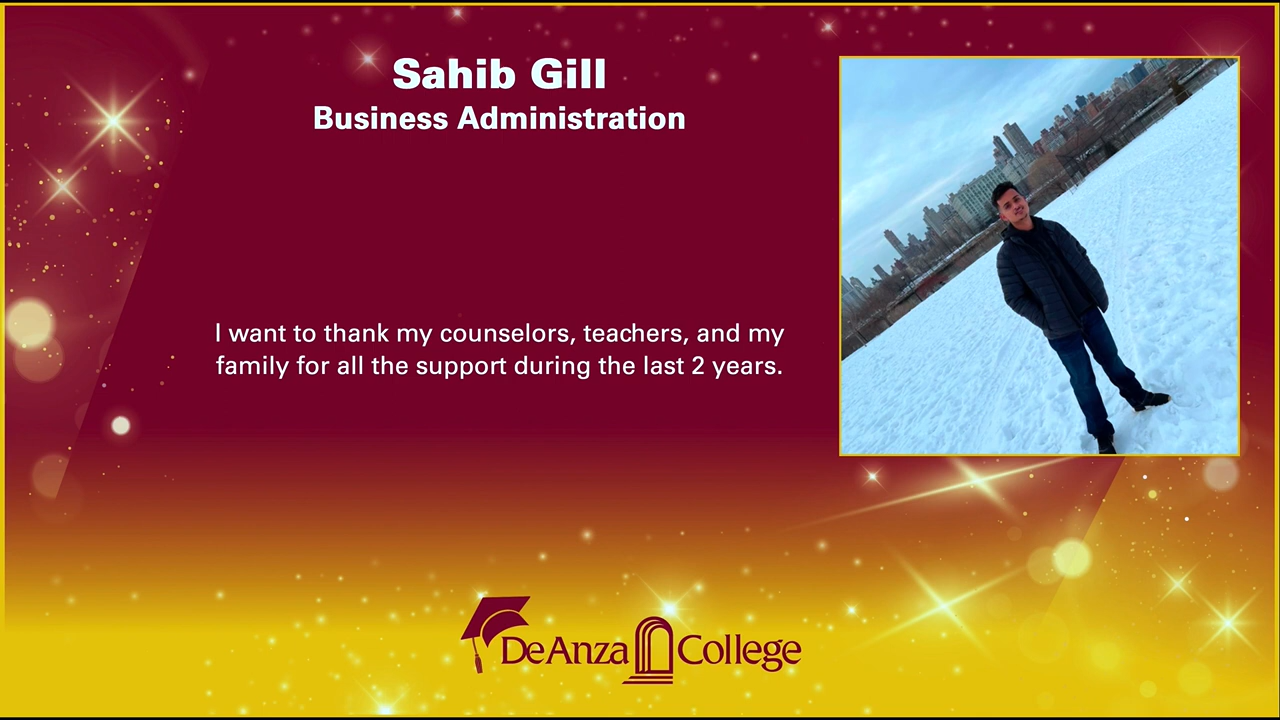 Sahib Gill
Business Administration
I want to thank my counselors, teachers, and my
family for all the support during the last 2 years.
DeAnza College